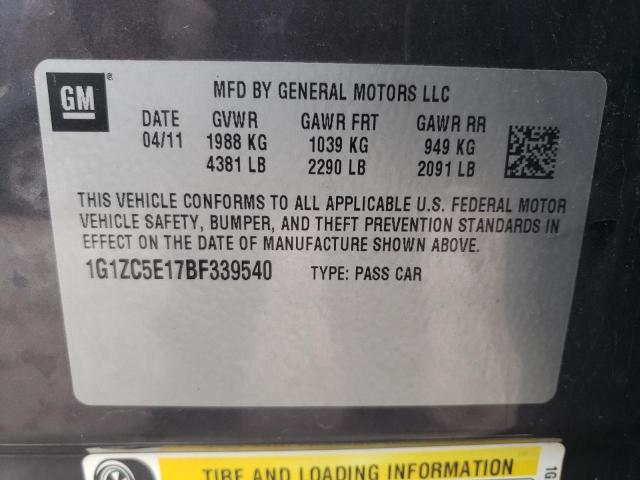 GM ®
MFD BY GENERAL MOTORS LLC
DATE GVWR GAWR FRT GAWR RR
04/11 1988 KG 1039 KG 949 KG
4381 LB 2290 LB 2091 LB
THIS VEHICLE CONFORMS TO ALL APPLICABLE U.S. FEDERAL MOTOR
VEHICLE SAFETY, BUMPER, AND THEFT PREVENTION STANDARDS IN
EFFECT ON THE DATE OF MANUFACTURE SHOWN ABOVE.
1G1ZC5E17BF339540 TYPE: PASS CAR
TIRE AND LOADING INFORMATION
1G